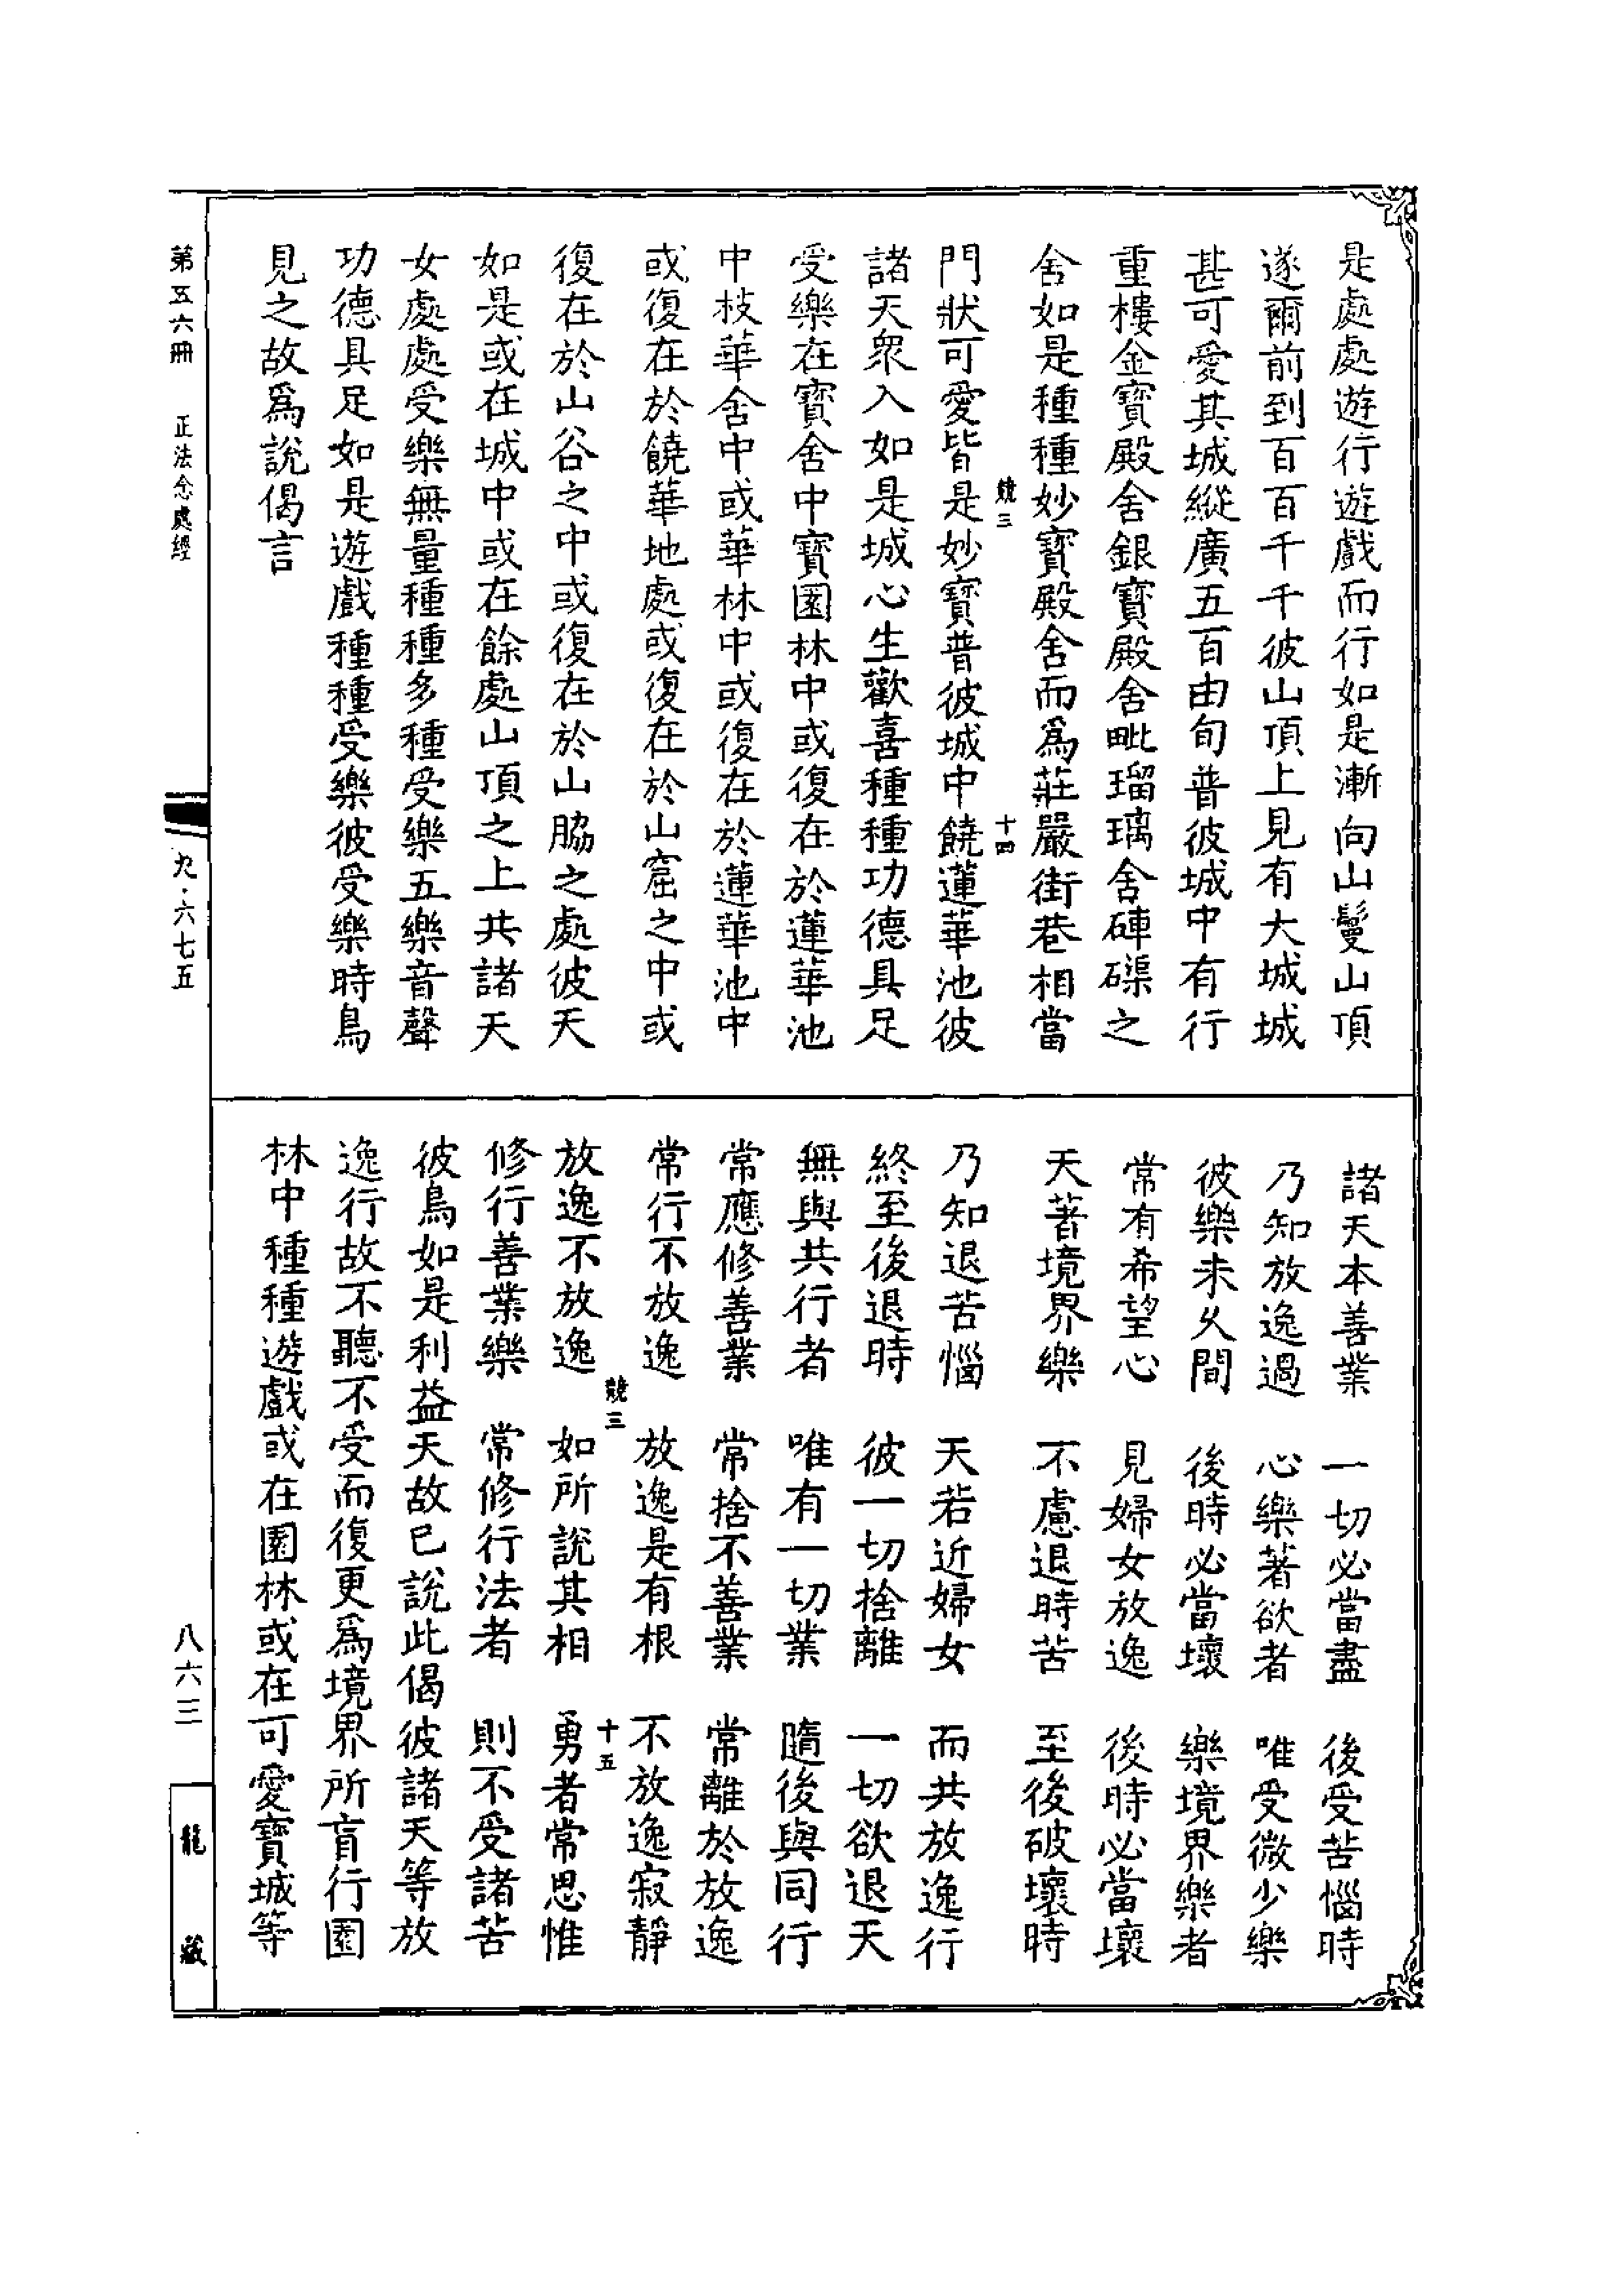 是處處遊行遊戲而行如是漸向山鬘山頂
遂爾前到百百千千彼山頂上見有大城城
甚可愛其城縱廣五百由旬普彼城中有行
重樓金寶殿舍銀寶殿舍毗瑠璃舍硨磲之
舍如是種種妙寶殿舍而爲莊嚴街巷相當
競三 十四
門狀可愛皆是妙寶普彼城中饒蓮華池彼
諸天衆入如是城心生歡喜種種功德具足
受樂在寶舍中寶園林中或復在於蓮華池
中枝華舍中或華林中或復在於蓮華池中
或復在於饒華地處或復在於山窟之中或
復在於山谷之中或復在於山脇之處彼天
如是或在城中或在餘處山頂之上共諸天
女處處受樂無量種種多種受樂五樂音聲
功德具足如是遊戲種種受樂彼受樂時鳥
見之故爲說偈言
諸天本善業 一切必當盡 後受苦惱時
乃知放逸過 心樂著欲者 唯受微少樂
彼樂未久間 後時必當壞 樂境界樂者
常有希望心 見婦女放逸 後時必當壞
天著境界樂 不慮退時苦 至後破壞時
乃知退苦惱 天若近婦女 而共放逸行
終至後退時 彼一切捨離 一切欲退天
無與共行者 唯有一切業 隨後與同行
常應修善業 常捨不善業 常離於放逸
常行不放逸 放逸是有根 不放逸寂靜
競三 十五
放逸不放逸 如所說其相 勇者常思惟
修行善業樂 常修行法者 則不受諸苦
彼鳥如是利益天故已說此偈彼諸天等放
逸行故不聽不受而復更爲境界所盲行園
林中種種遊戲或在園林或在可愛寶城等
第五六冊 正法念處經
九·六七五
八六三
龍藏